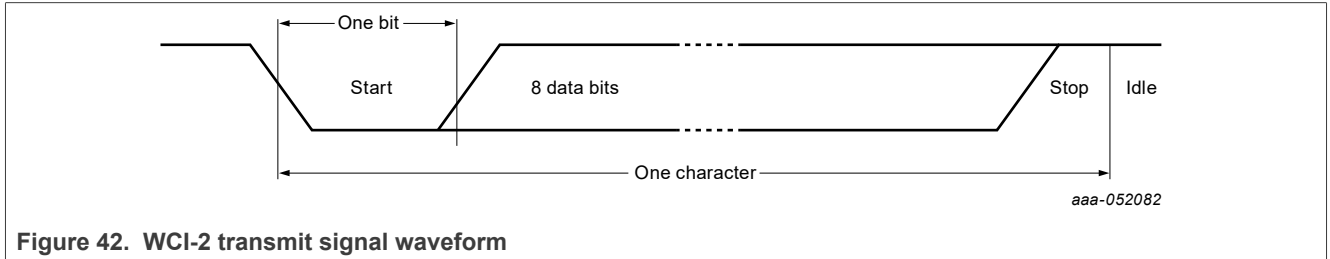 One bit
Start
8 data bits
Stop
Idle
One character
aaa-052082
Figure 42. WCI-2 transmit signal waveform